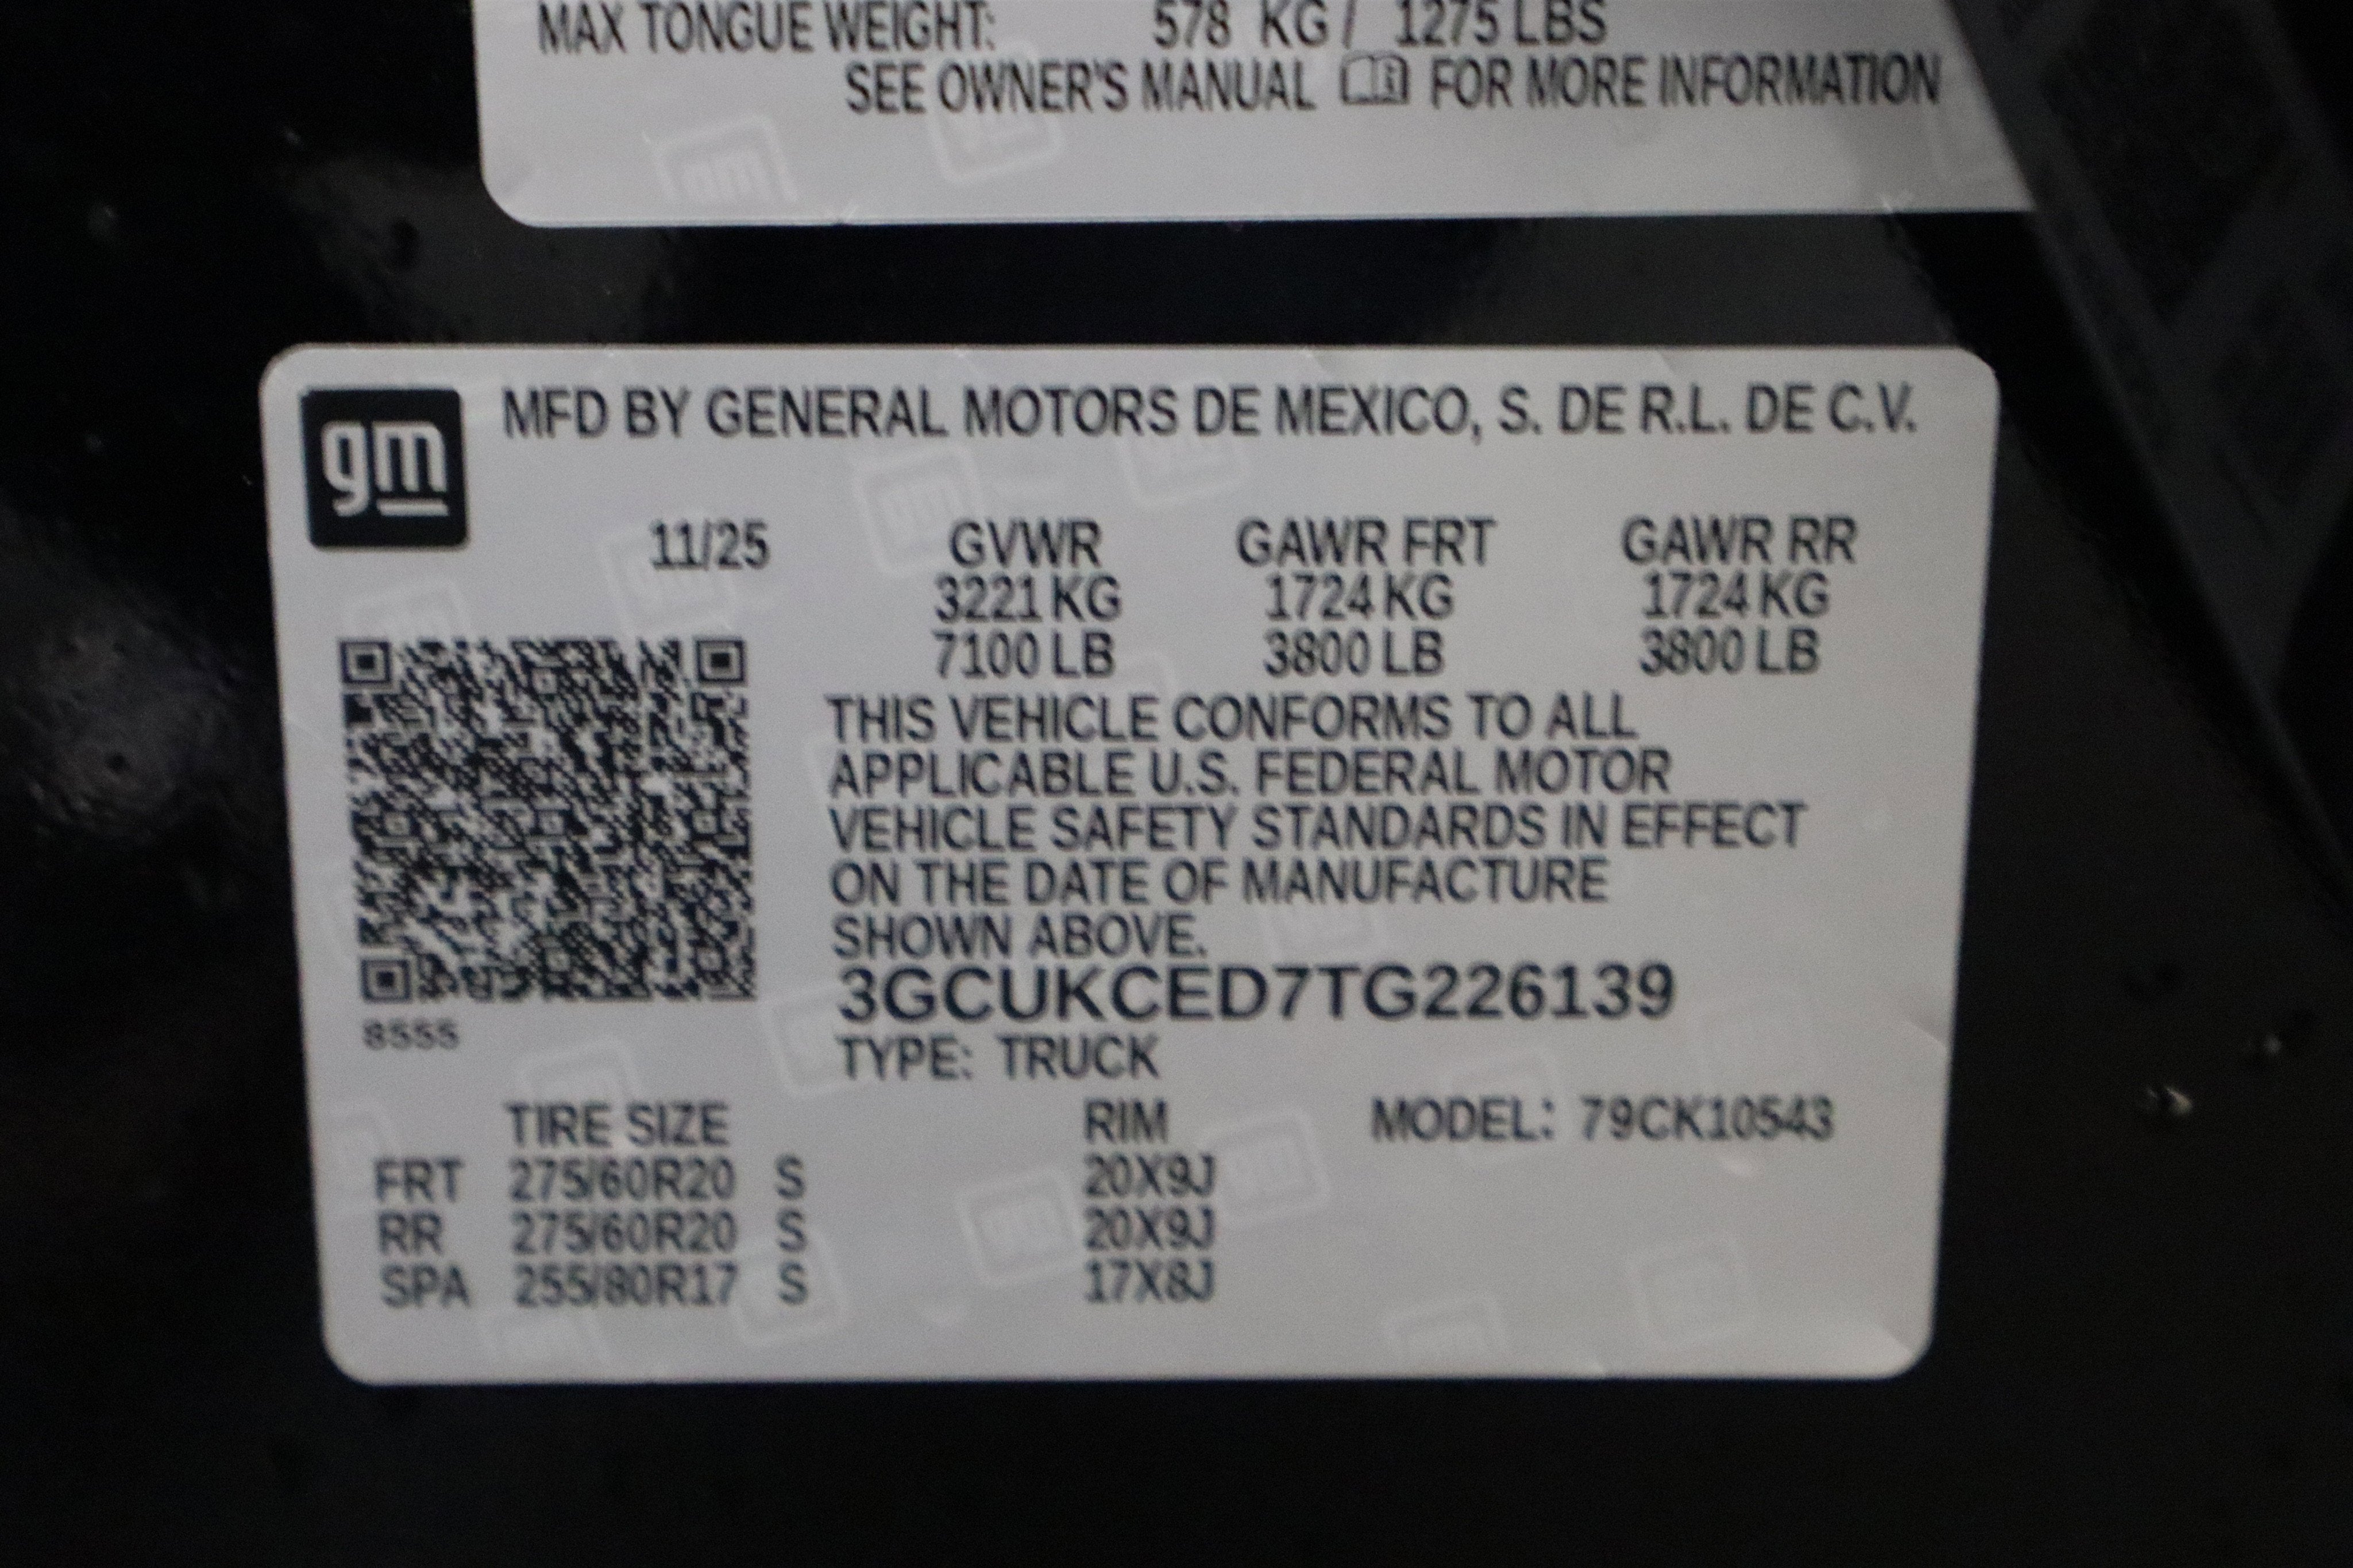 MAX TONGUE WEIGHT: 578 KG / 1275 LBS
SEE OWNER'S MANUAL FOR MORE INFORMATION
gm
MFD BY GENERAL MOTORS DE MEXICO, S. DE R.L. DE C.V.
11/25 GVWR GAWR FRT GAWR RR
3221 KG 1724 KG 1724 KG
7100 LB 3800 LB 3800 LB
THIS VEHICLE CONFORMS TO ALL
APPLICABLE U.S. FEDERAL MOTOR
VEHICLE SAFETY STANDARDS IN EFFECT
ON THE DATE OF MANUFACTURE
SHOWN ABOVE.
3GCUKCED7TG226139
8555
TYPE: TRUCK
TIRE SIZE RIM MODEL: 79CK10543
FRT 275/60R20 S 20X9J
RR 275/60R20 S 20X9J
SPA 255/80R17 S 17X8J